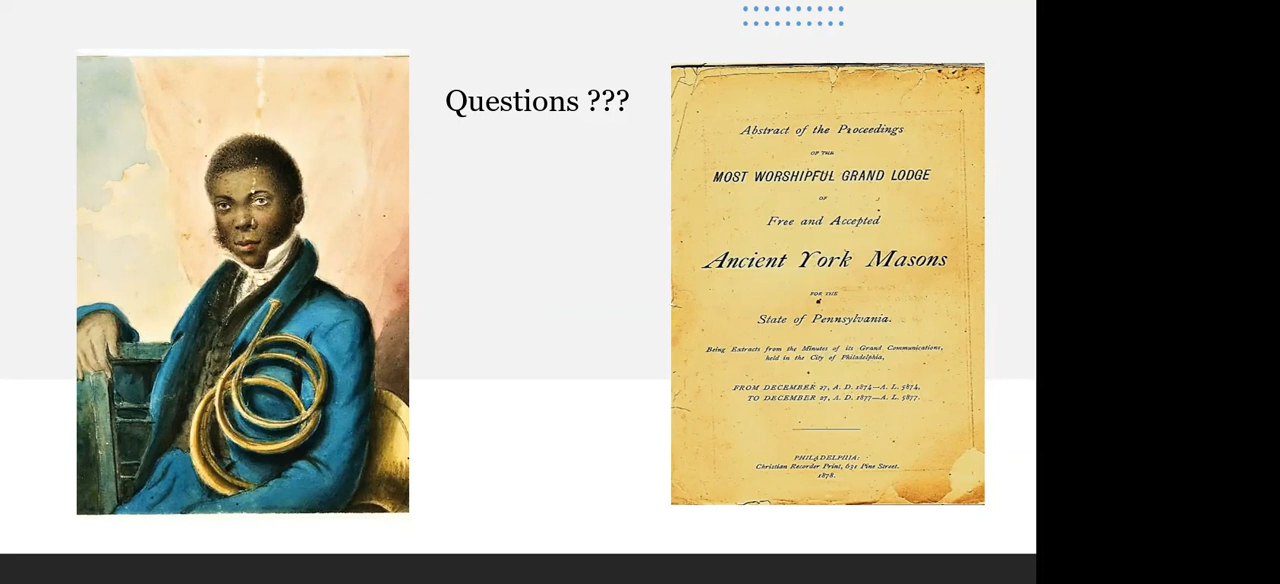 Questions ???
Abstract of the Proceedings
OF THE
MOST WORSHIPFUL GRAND LODGE
OF
Free and Accepted
Ancient York Masons
FOR THE
State of Pennsylvania.
Being Extracts from the Minutes of its Grand Communications,
held in the City of Philadelphia,
FROM DECEMBER 27, A. D. 1874—A. L. 5874,
TO DECEMBER 27, A. D. 1877—A. L. 5877.
PHILADELPHIA:
Christian Recorder Print, 631 Pine Street.
1878.